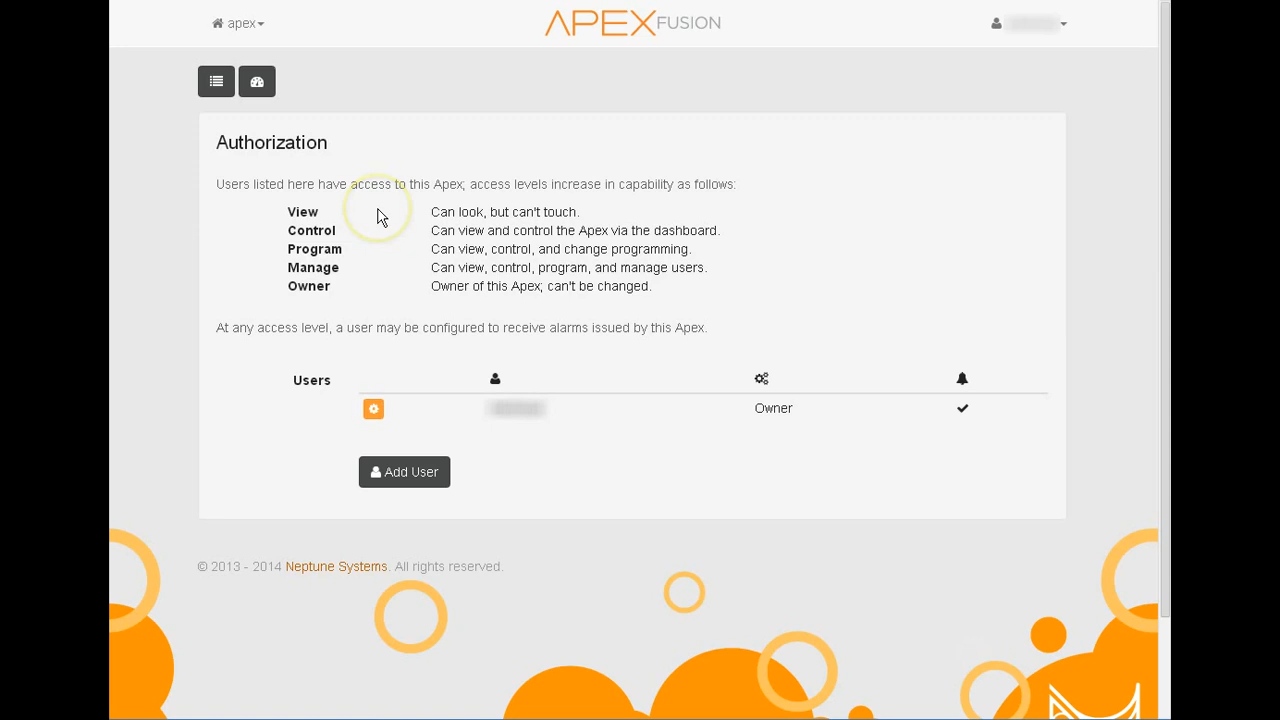 apex
APEXFUSION
Authorization
Users listed here have access to this Apex; access levels increase in capability as follows:
View Can look, but can't touch.
Control Can view and control the Apex via the dashboard.
Program Can view, control, and change programming.
Manage Can view, control, program, and manage users.
Owner Owner of this Apex; can't be changed.
At any access level, a user may be configured to receive alarms issued by this Apex.
Users
Owner
Add User
© 2013 - 2014 Neptune Systems. All rights reserved.